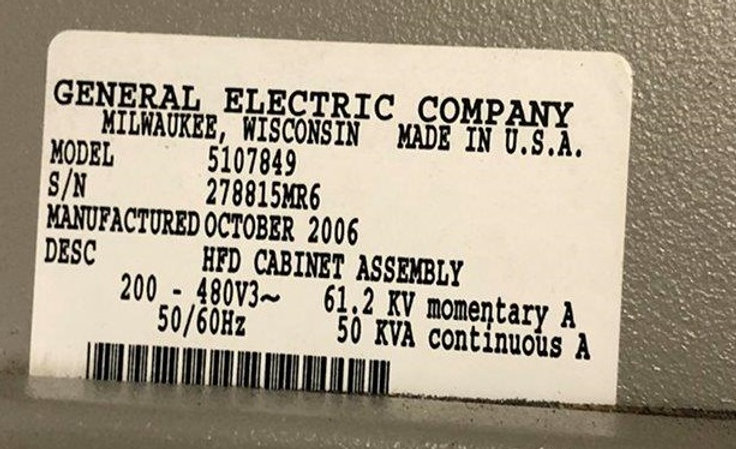 GENERAL ELECTRIC COMPANY
MILWAUKEE, WISCONSIN MADE IN U.S.A.
MODEL 5107849
S/N 278815MR6
MANUFACTURED OCTOBER 2006
DESC HFD CABINET ASSEMBLY
200 - 480V3~ 61.2 KV momentary A
50/60Hz 50 KVA continuous A